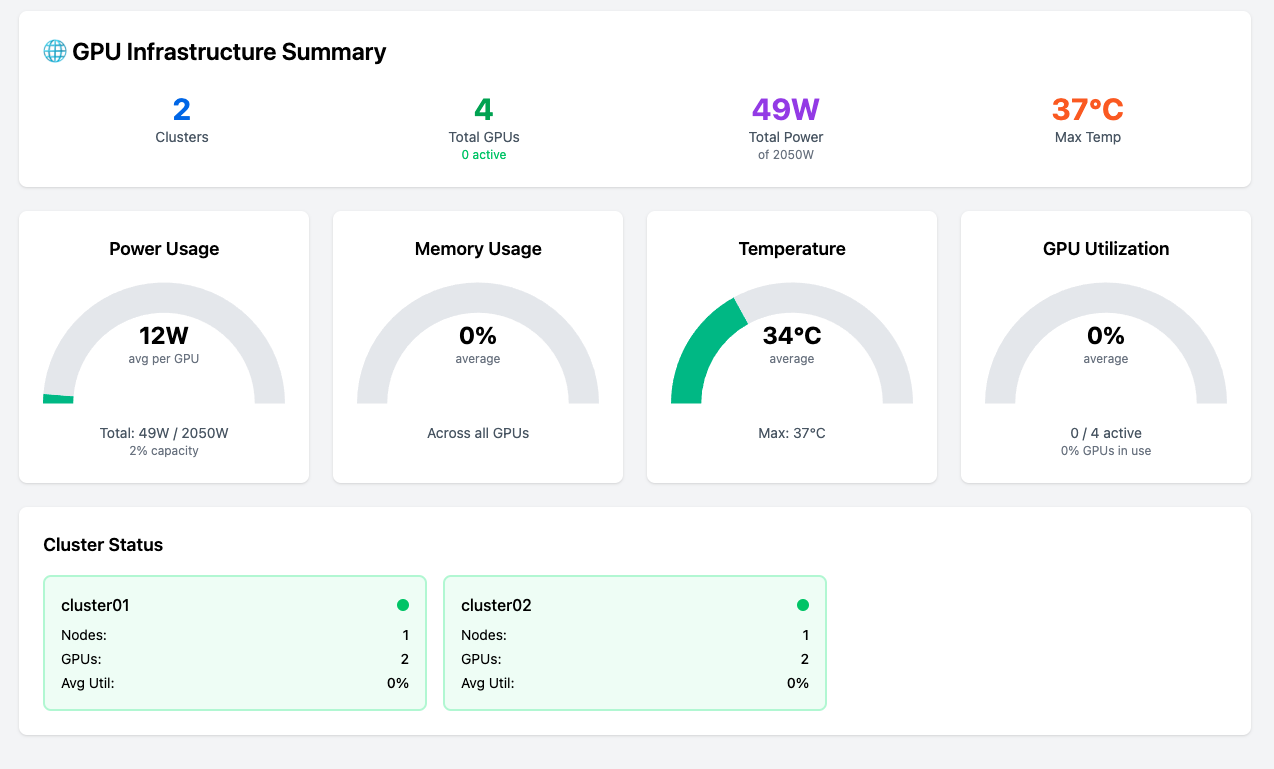 🌐 GPU Infrastructure Summary
2
Clusters
4
Total GPUs
0 active
49W
Total Power
of 2050W
37°C
Max Temp
Power Usage
12W
avg per GPU
Total: 49W / 2050W
2% capacity
Memory Usage
0%
average
Across all GPUs
Temperature
34°C
average
Max: 37°C
GPU Utilization
0%
average
0 / 4 active
0% GPUs in use
Cluster Status
cluster01
Nodes: 1
GPUs: 2
Avg Util: 0%
cluster02
Nodes: 1
GPUs: 2
Avg Util: 0%